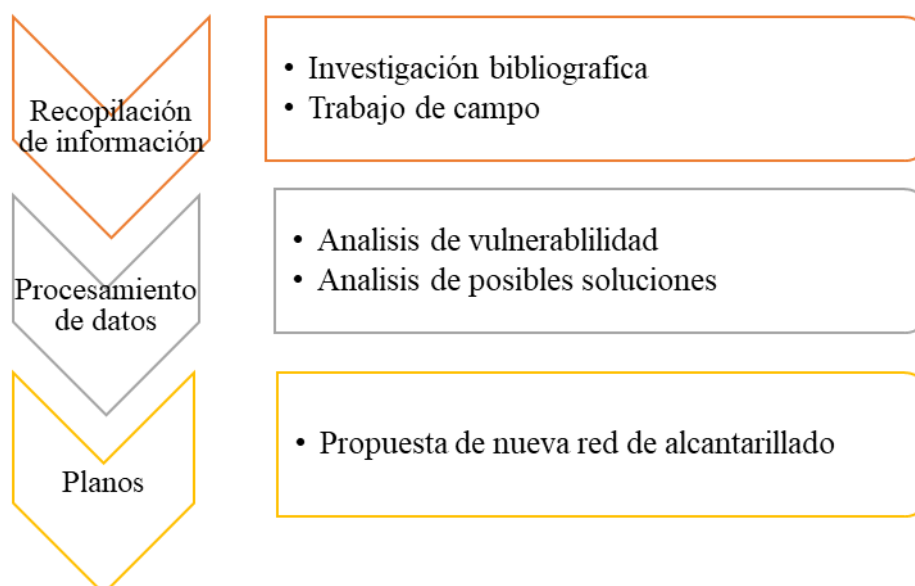 Recopilación
de información
• Investigación bibliografica
• Trabajo de campo
Procesamiento
de datos
• Analisis de vulnerablilidad
• Analisis de posibles soluciones
Planos
• Propuesta de nueva red de alcantarillado